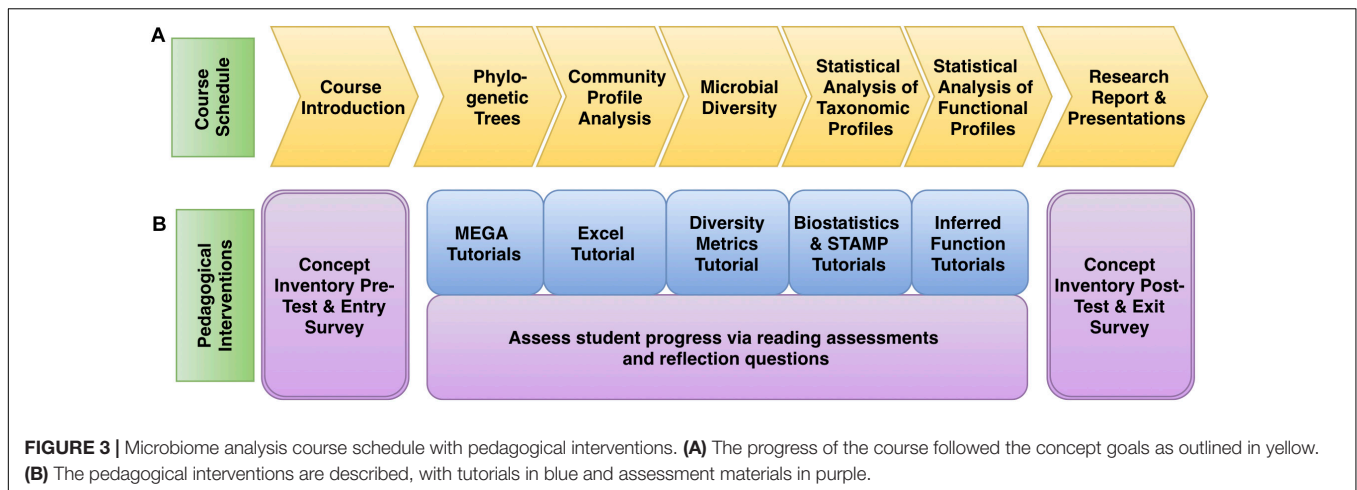 A
Course
Schedule
Course
Introduction
Phylo-
genetic
Trees
Community
Profile
Analysis
Microbial
Diversity
Statistical
Analysis of
Taxonomic
Profiles
Statistical
Analysis of
Functional
Profiles
Research
Report &
Presentations
B
Pedagogical
Interventions
Concept
Inventory Pre-
Test & Entry
Survey
MEGA
Tutorials
Excel
Tutorial
Diversity
Metrics
Tutorial
Biostatistics
& STAMP
Tutorials
Inferred
Function
Tutorials
Assess student progress via reading assessments
and reflection questions
Concept
Inventory Post-
Test & Exit
Survey
FIGURE 3 | Microbiome analysis course schedule with pedagogical interventions. (A) The progress of the course followed the concept goals as outlined in yellow.
(B) The pedagogical interventions are described, with tutorials in blue and assessment materials in purple.